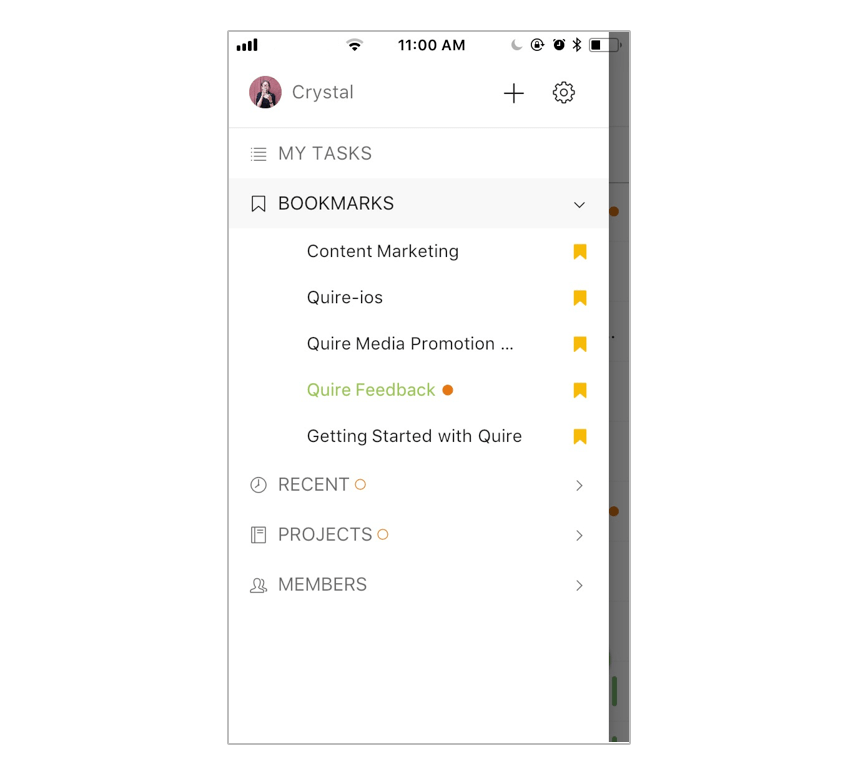 11:00 AM
Crystal
MY TASKS
BOOKMARKS
Content Marketing
Quire-ios
Quire Media Promotion ...
Quire Feedback
Getting Started with Quire
RECENT
PROJECTS
MEMBERS